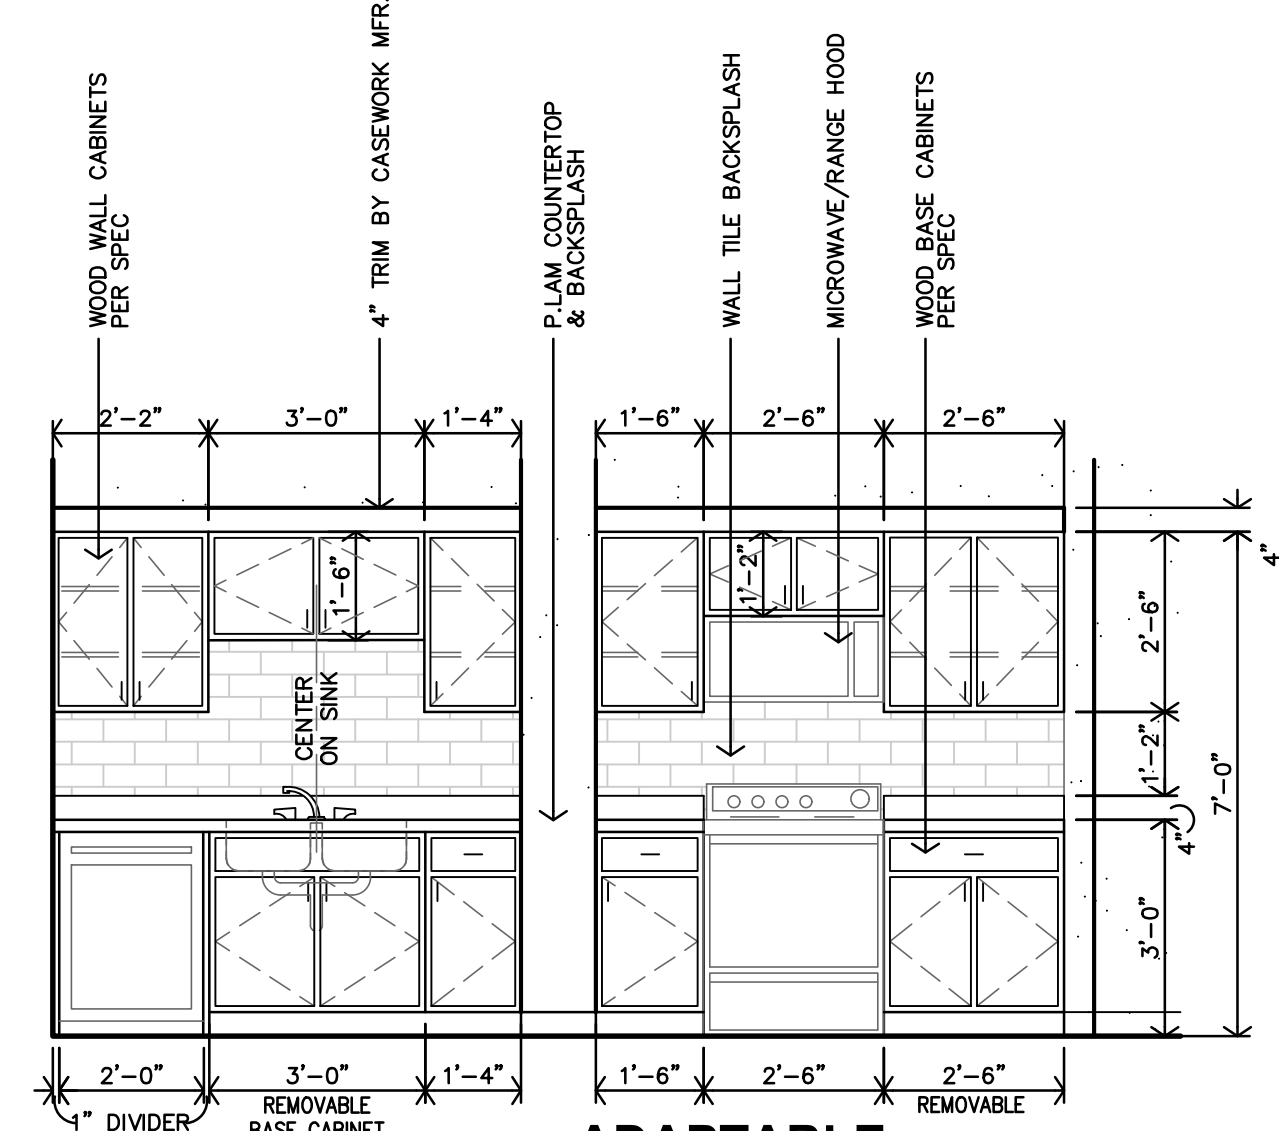 WOOD WALL CABINETS
PER SPEC
4" TRIM BY CASEWORK MFR.
P.LAM COUNTERTOP
& BACKSPLASH
WALL TILE BACKSPLASH
MICROWAVE/RANGE HOOD
WOOD BASE CABINETS
PER SPEC
2'-2"
3'-0"
1'-4"
1'-6"
2'-6"
2'-6"
4"
1'-6"
1'-2"
2'-6"
CENTER
ON SINK
1'-2"
7'-0"
4"
3'-0"
2'-0"
3'-0"
1'-4"
1'-6"
2'-6"
2'-6"
1" DIVIDER
REMOVABLE
BASE CABINET
REMOVABLE
ADAPTABLE